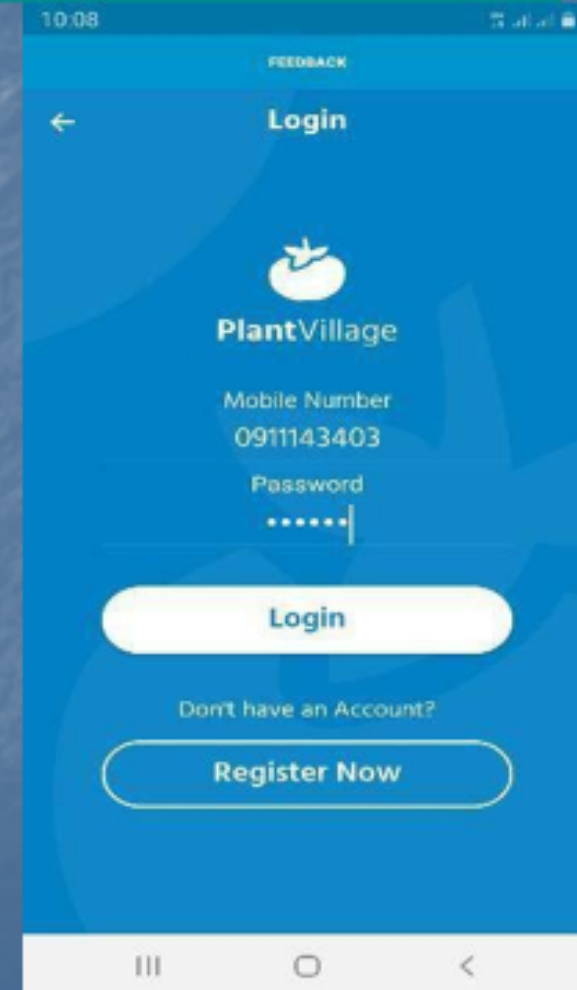 10:08
FEEDBACK
Login
PlantVillage
Mobile Number
0911143403
Password
Login
Don't have an Account?
Register Now